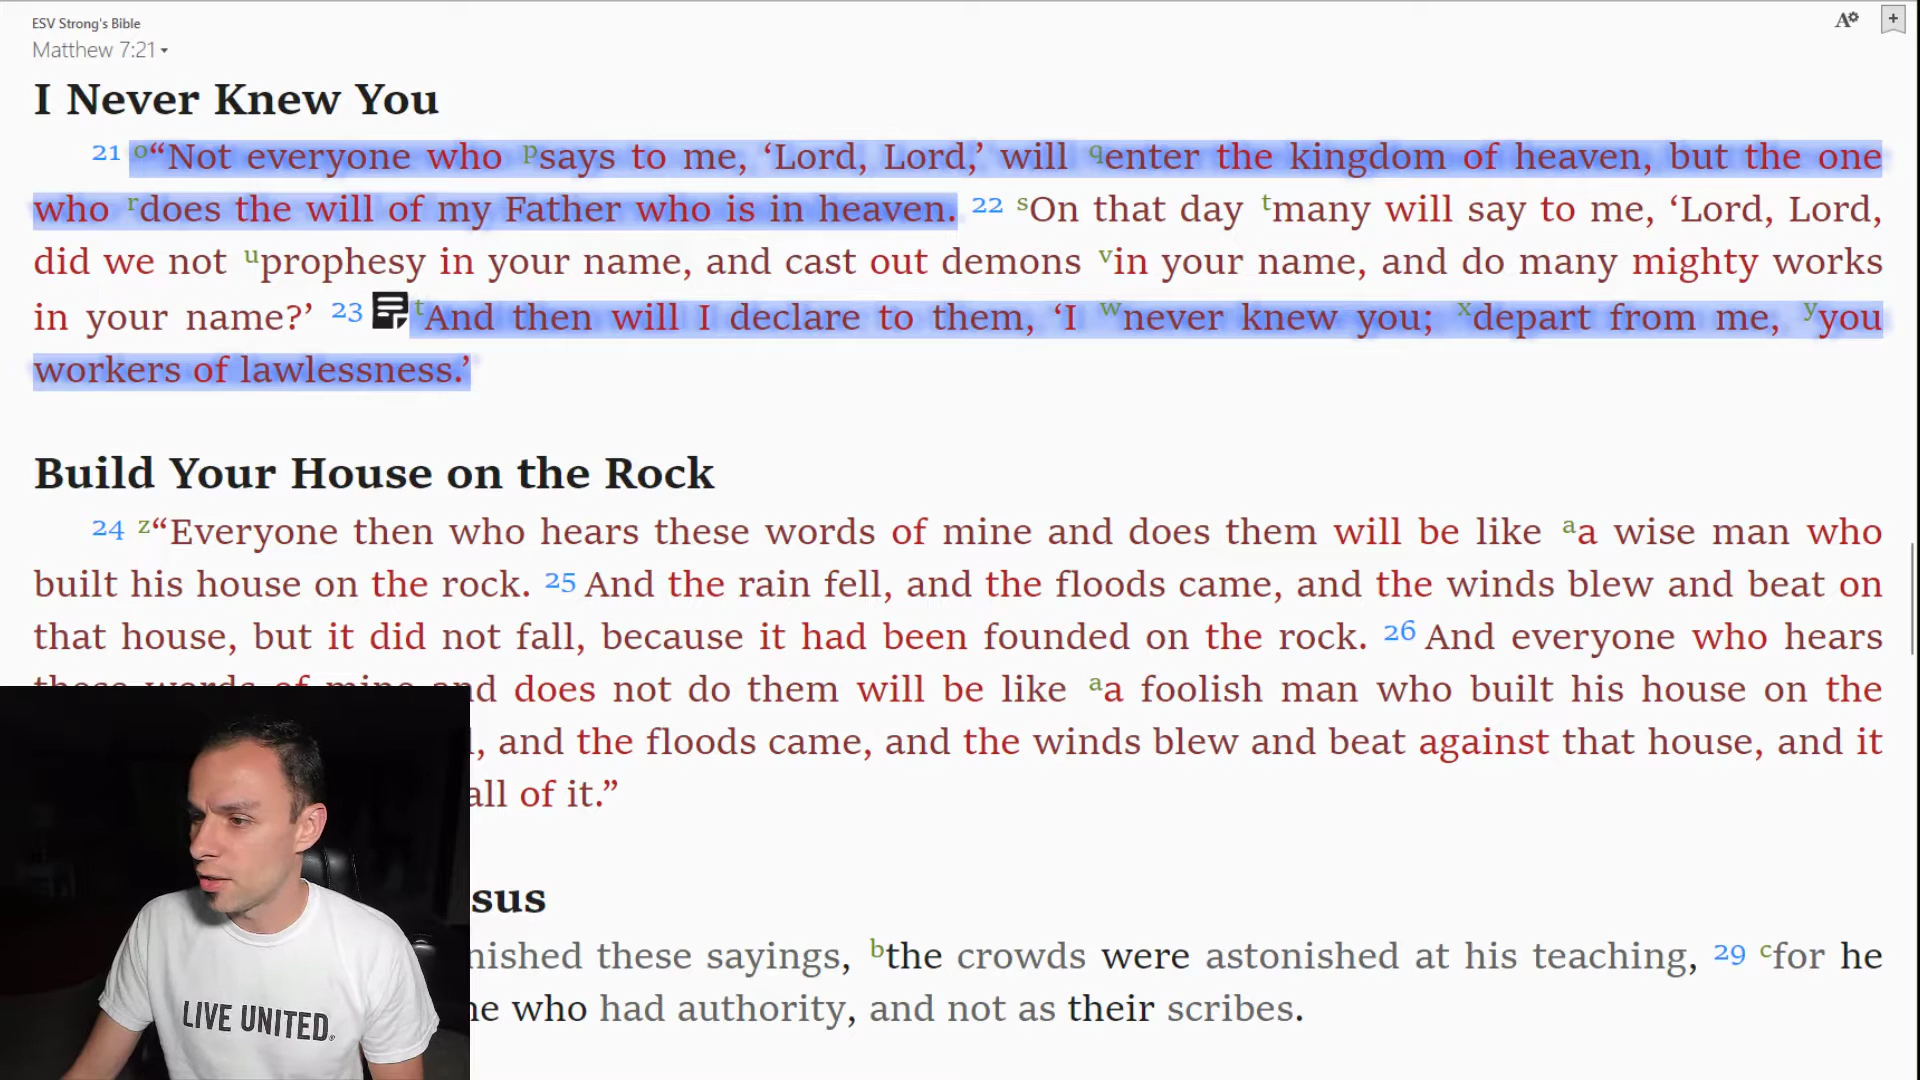 ESV Strong's Bible
Matthew 7:21
I Never Knew You
21 o“Not everyone who psays to me, ‘Lord, Lord,’ will qenter the kingdom of heaven, but the one
who rdoes the will of my Father who is in heaven. 22 sOn that day tmany will say to me, ‘Lord, Lord,
did we not uprophesy in your name, and cast out demons vin your name, and do many mighty works
in your name?’ 23 tAnd then will I declare to them, ‘I wnever knew you; xdepart from me, yyou
workers of lawlessness.’
Build Your House on the Rock
24 z“Everyone then who hears these words of mine and does them will be like aa wise man who
built his house on the rock. 25 And the rain fell, and the floods came, and the winds blew and beat on
that house, but it did not fall, because it had been founded on the rock. 26 And everyone who hears
these words of mine and does not do them will be like aa foolish man who built his house on the
, and the floods came, and the winds blew and beat against that house, and it
all of it.”
sus
nished these sayings, bthe crowds were astonished at his teaching, 29 cfor he
ne who had authority, and not as their scribes.
LIVE UNITED